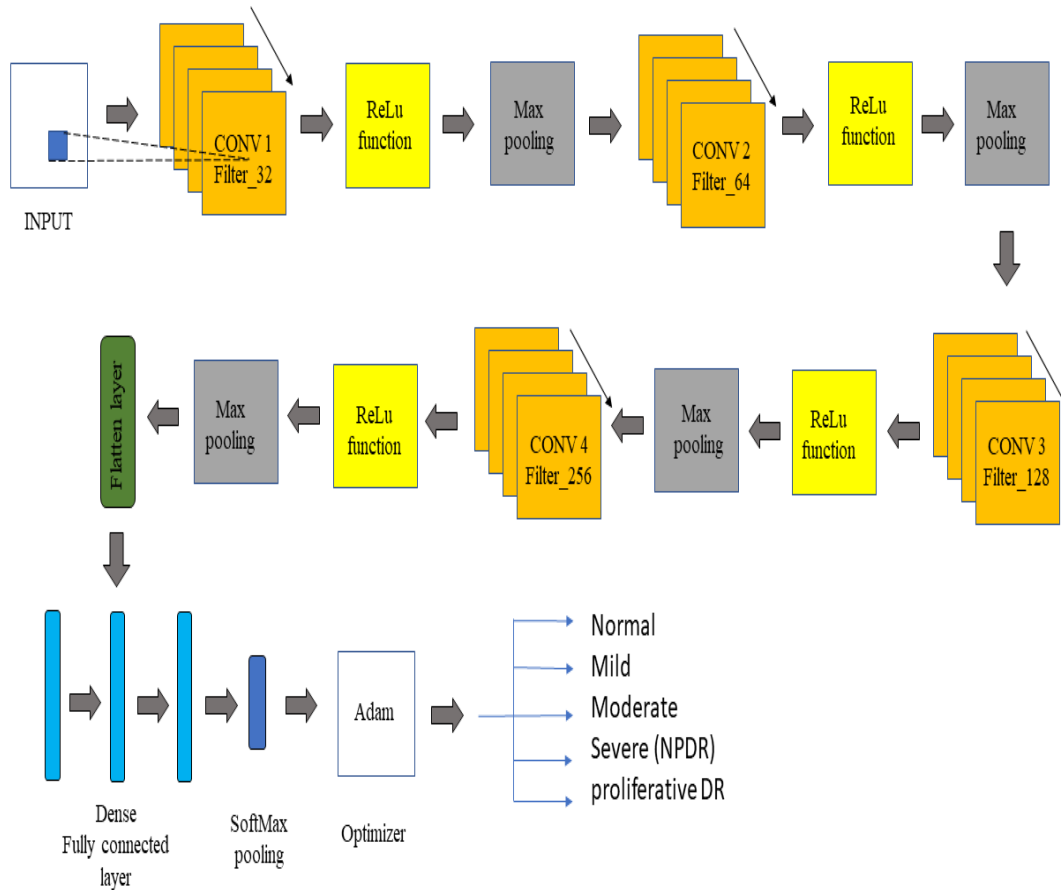 INPUT
CONV 1
Filter_32
ReLu
function
Max
pooling
CONV 2
Filter_64
ReLu
function
Max
pooling
CONV 3
Filter_128
ReLu
function
Max
pooling
CONV 4
Filter_256
ReLu
function
Max
pooling
Flatten layer
Dense
Fully connected
layer
SoftMax
pooling
Adam
Optimizer
Normal
Mild
Moderate
Severe (NPDR)
proliferative DR